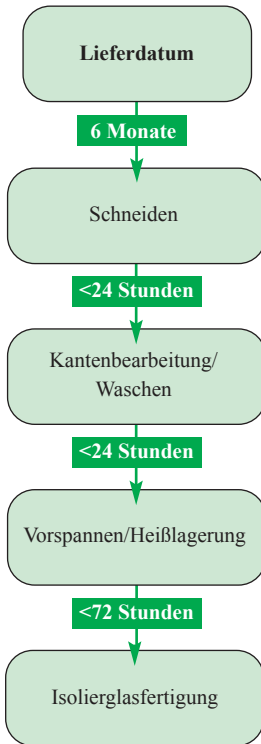 Lieferdatum
6 Monate
Schneiden
<24 Stunden
Kantenbearbeitung/
Waschen
<24 Stunden
Vorspannen/Heißlagerung
<72 Stunden
Isolierglasfertigung